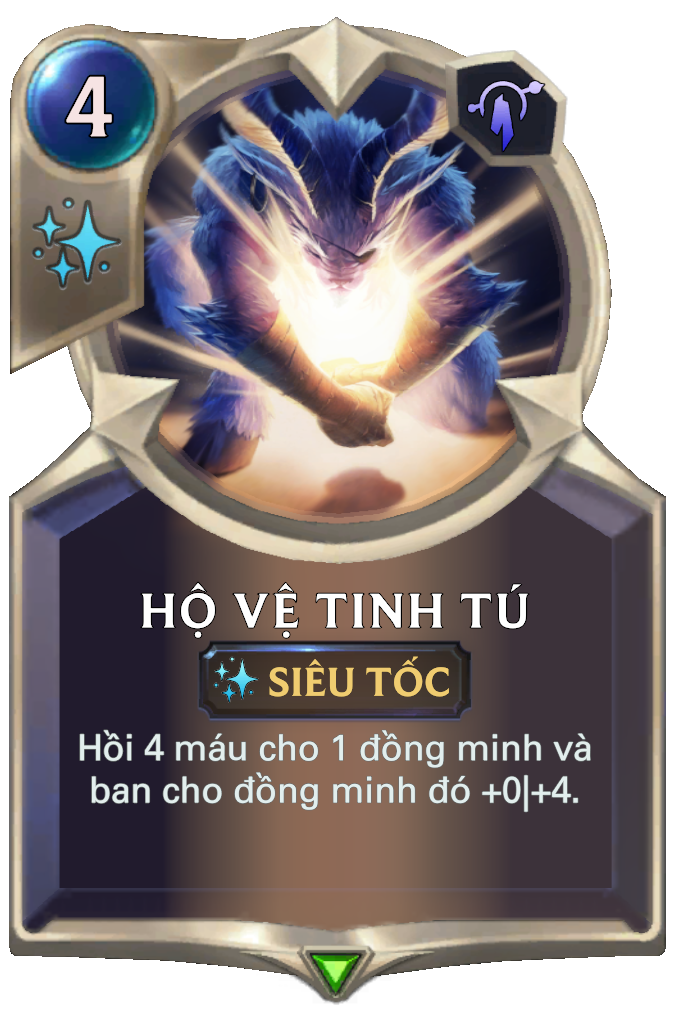 4
HỘ VỆ TINH TÚ
SIÊU TỐC
Hồi 4 máu cho 1 đồng minh và
ban cho đồng minh đó +0|+4.